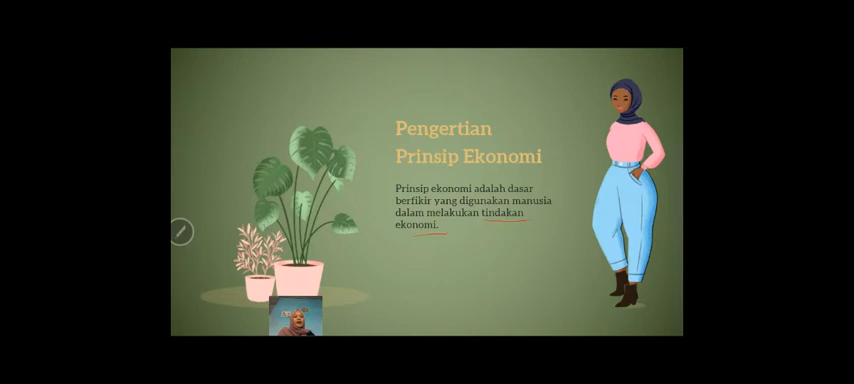 Pengertian
Prinsip Ekonomi
Prinsip ekonomi adalah dasar
berfikir yang digunakan manusia
dalam melakukan tindakan
ekonomi.